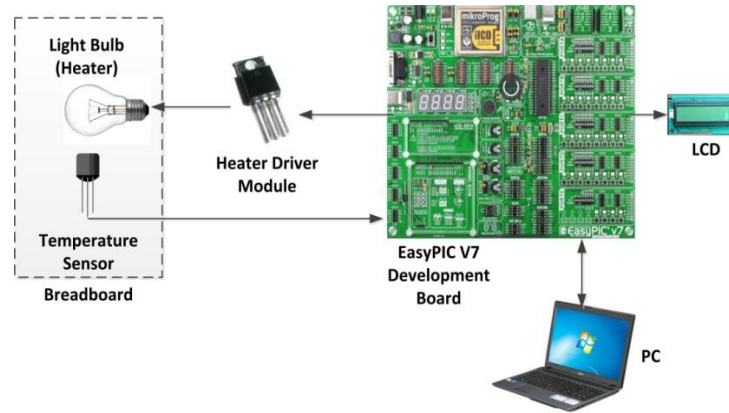 Light Bulb
(Heater)
Heater Driver
Module
Temperature
Sensor
Breadboard
mikroProg
EasyPIC v7
EasyPIC V7
Development
Board
LCD
PC